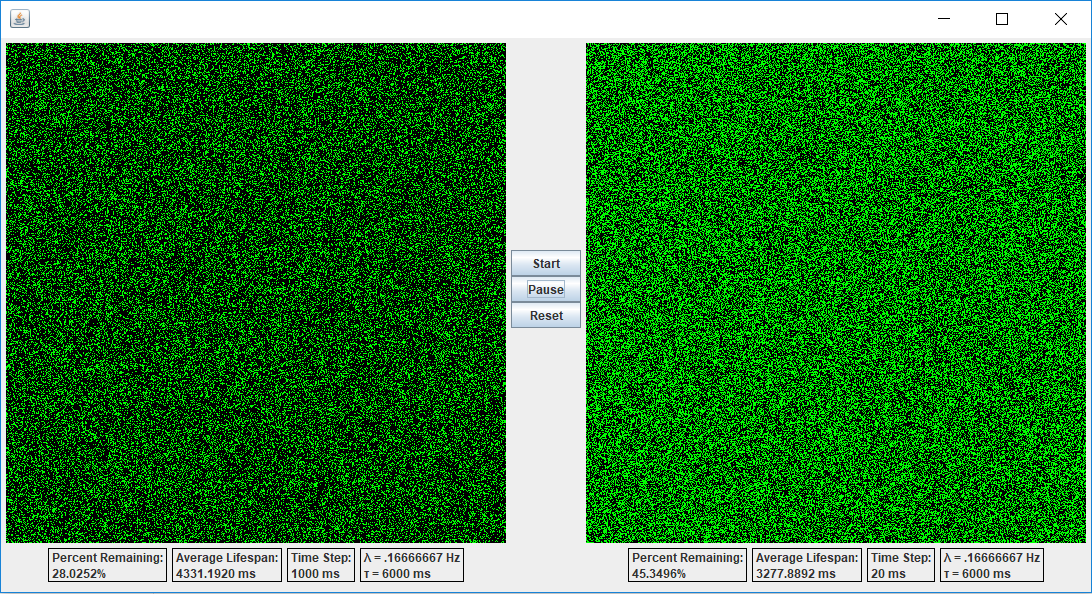 Start
Pause
Reset
Percent Remaining:
28.0252%
Average Lifespan:
4331.1920 ms
Time Step:
1000 ms
Λ = .16666667 Hz
τ = 6000 ms
Percent Remaining:
45.3496%
Average Lifespan:
3277.8892 ms
Time Step:
20 ms
Λ = .16666667 Hz
τ = 6000 ms